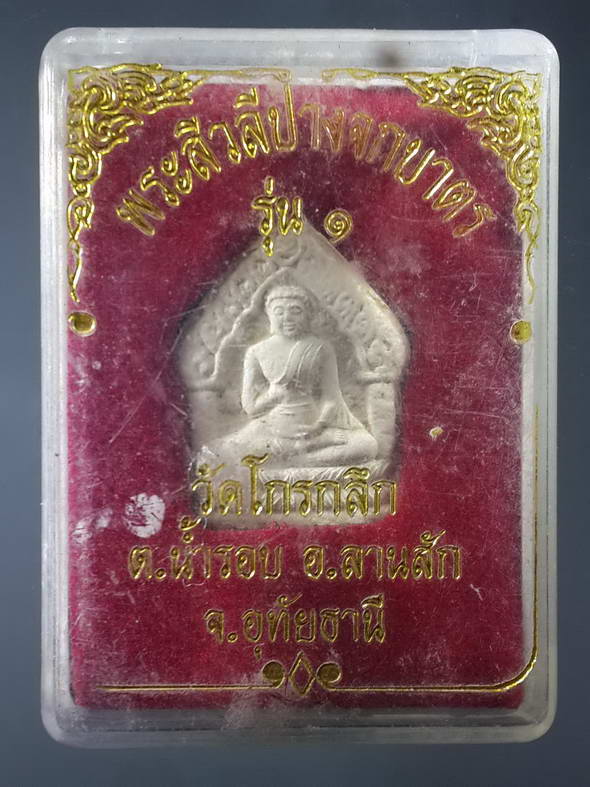 พระสีวลีปางจกบาตร
รุ่น ๑
วัดโกรกลึก
ต.น้ำรอบ อ.ลานสัก
จ.อุทัยธานี